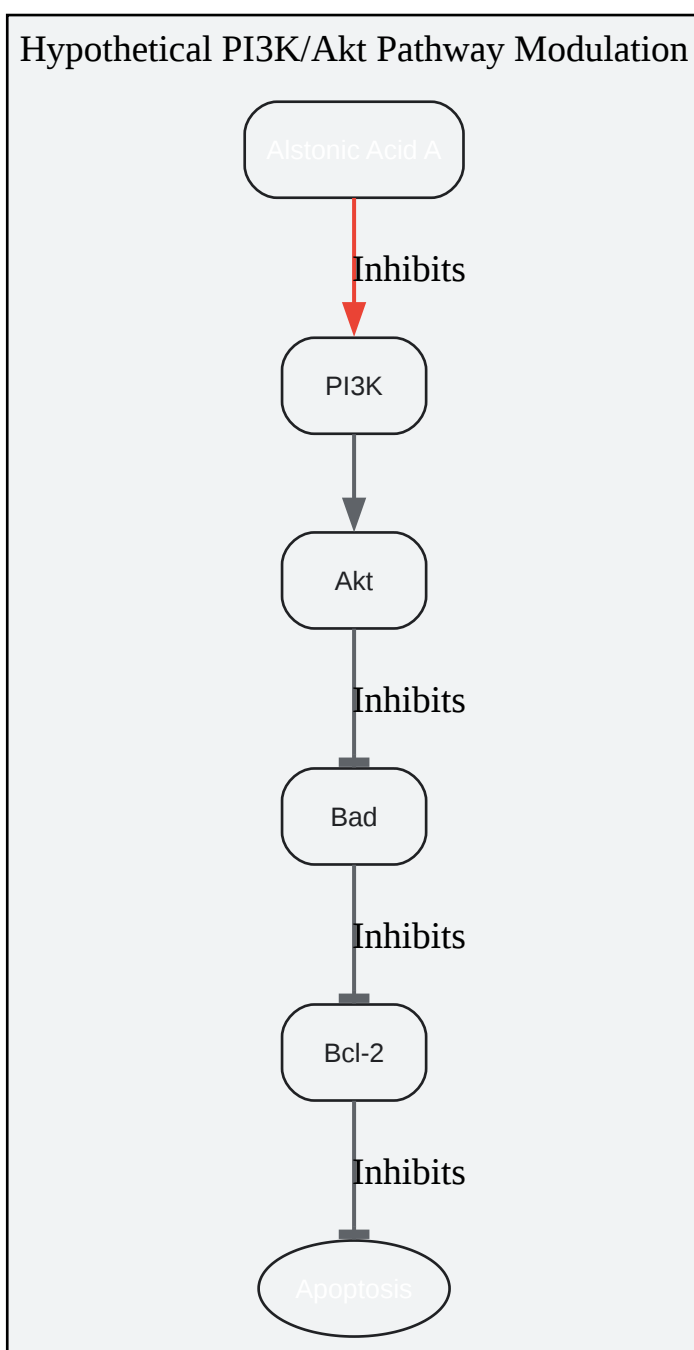 Hypothetical PI3K/Akt Pathway Modulation
Alstonic Acid A
Inhibits
PI3K
Akt
Inhibits
Bad
Inhibits
Bcl-2
Inhibits
Apoptosis